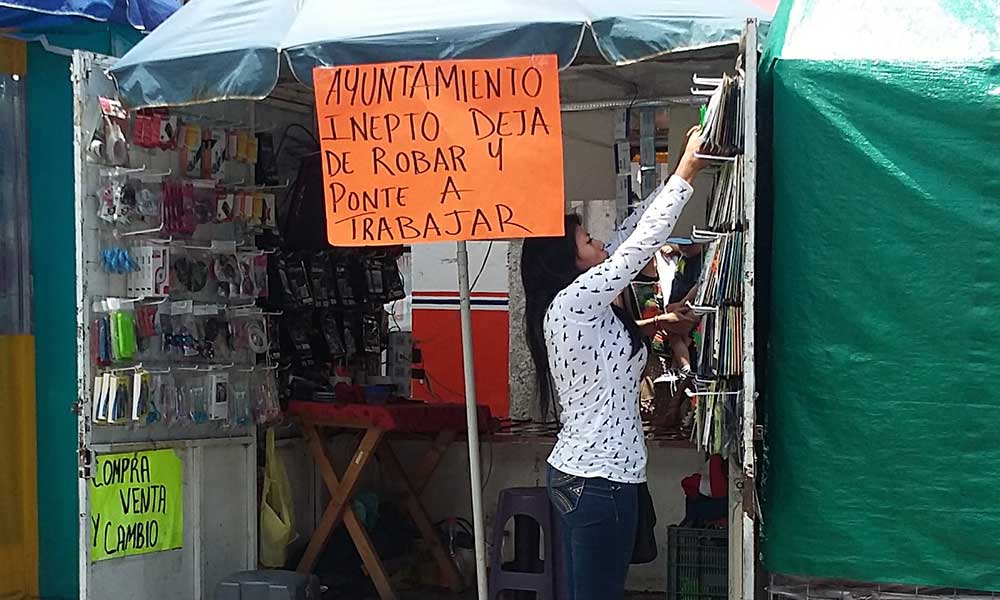 AYUNTAMIENTO
INEPTO DEJA
DE ROBAR Y
PONTE A
TRABAJAR
COMPRA
VENTA
Y CAMBIO